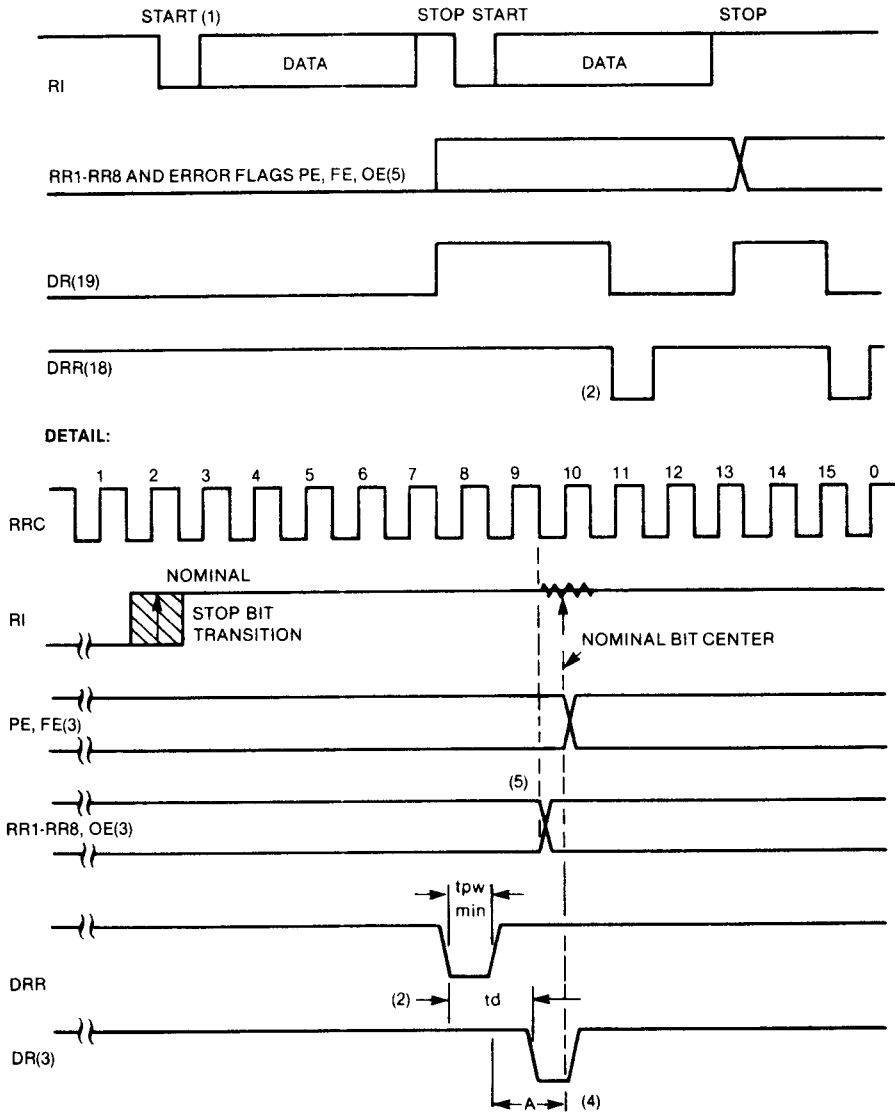 START (1) STOP START STOP
DATA DATA
RI
RR1-RR8 AND ERROR FLAGS PE, FE, OE(5)
DR(19)
DRR(18)
(2)
DETAIL:
1 2 3 4 5 6 7 8 9 10 11 12 13 14 15 0
RRC
NOMINAL
RI
STOP BIT
TRANSITION
NOMINAL BIT CENTER
PE, FE(3)
(5)
RR1-RR8, OE(3)
tpw
min
DRR
(2) td
DR(3)
A (4)